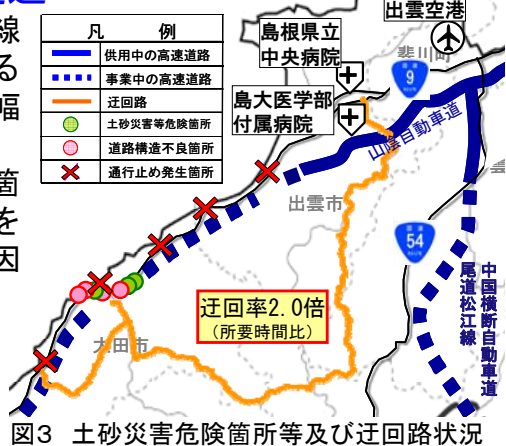 線
る
幅
箇
を
因
凡 例
供用中の高速道路
事業中の高速道路
迂回路
土砂災害等危険箇所
道路構造不良箇所
通行止め発生箇所
出雲空港
島根県立
中央病院
斐川町
国道
9
島大医学部
付属病院
山陰自動車道
出雲市
国道
54
迂回率2.0倍
(所要時間比)
大田市
中国横断自動車道
尾道松江線
図3 土砂災害危険箇所等及び迂回路状況